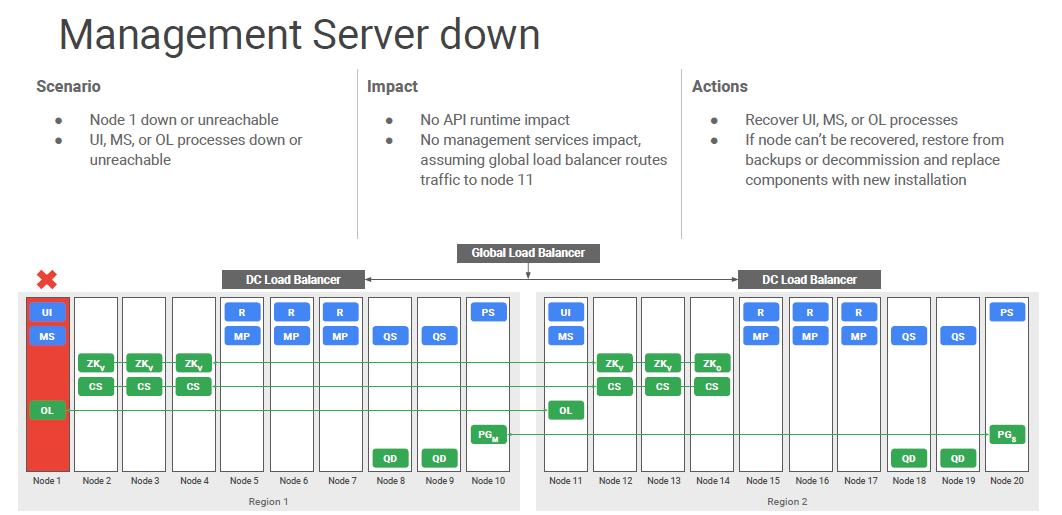 Management Server down
Scenario
● Node 1 down or unreachable
● UI, MS, or OL processes down or
unreachable
Impact
● No API runtime impact
● No management services impact,
assuming global load balancer routes
traffic to node 11
Actions
● Recover UI, MS, or OL processes
● If node can't be recovered, restore from
backups or decommission and replace
components with new installation
Global Load Balancer
DC Load Balancer DC Load Balancer
UI R R R PS UI R R R PS
MS MP MP MP QS QS MS MP MP MP QS QS
ZKV ZKV ZKV ZKV ZKV ZKO
CS CS CS CS CS CS
OL OL
PGM PGS
QD QD QD QD
Node 1 Node 2 Node 3 Node 4 Node 5 Node 6 Node 7 Node 8 Node 9 Node 10 Node 11 Node 12 Node 13 Node 14 Node 15 Node 16 Node 17 Node 18 Node 19 Node 20
Region 1 Region 2